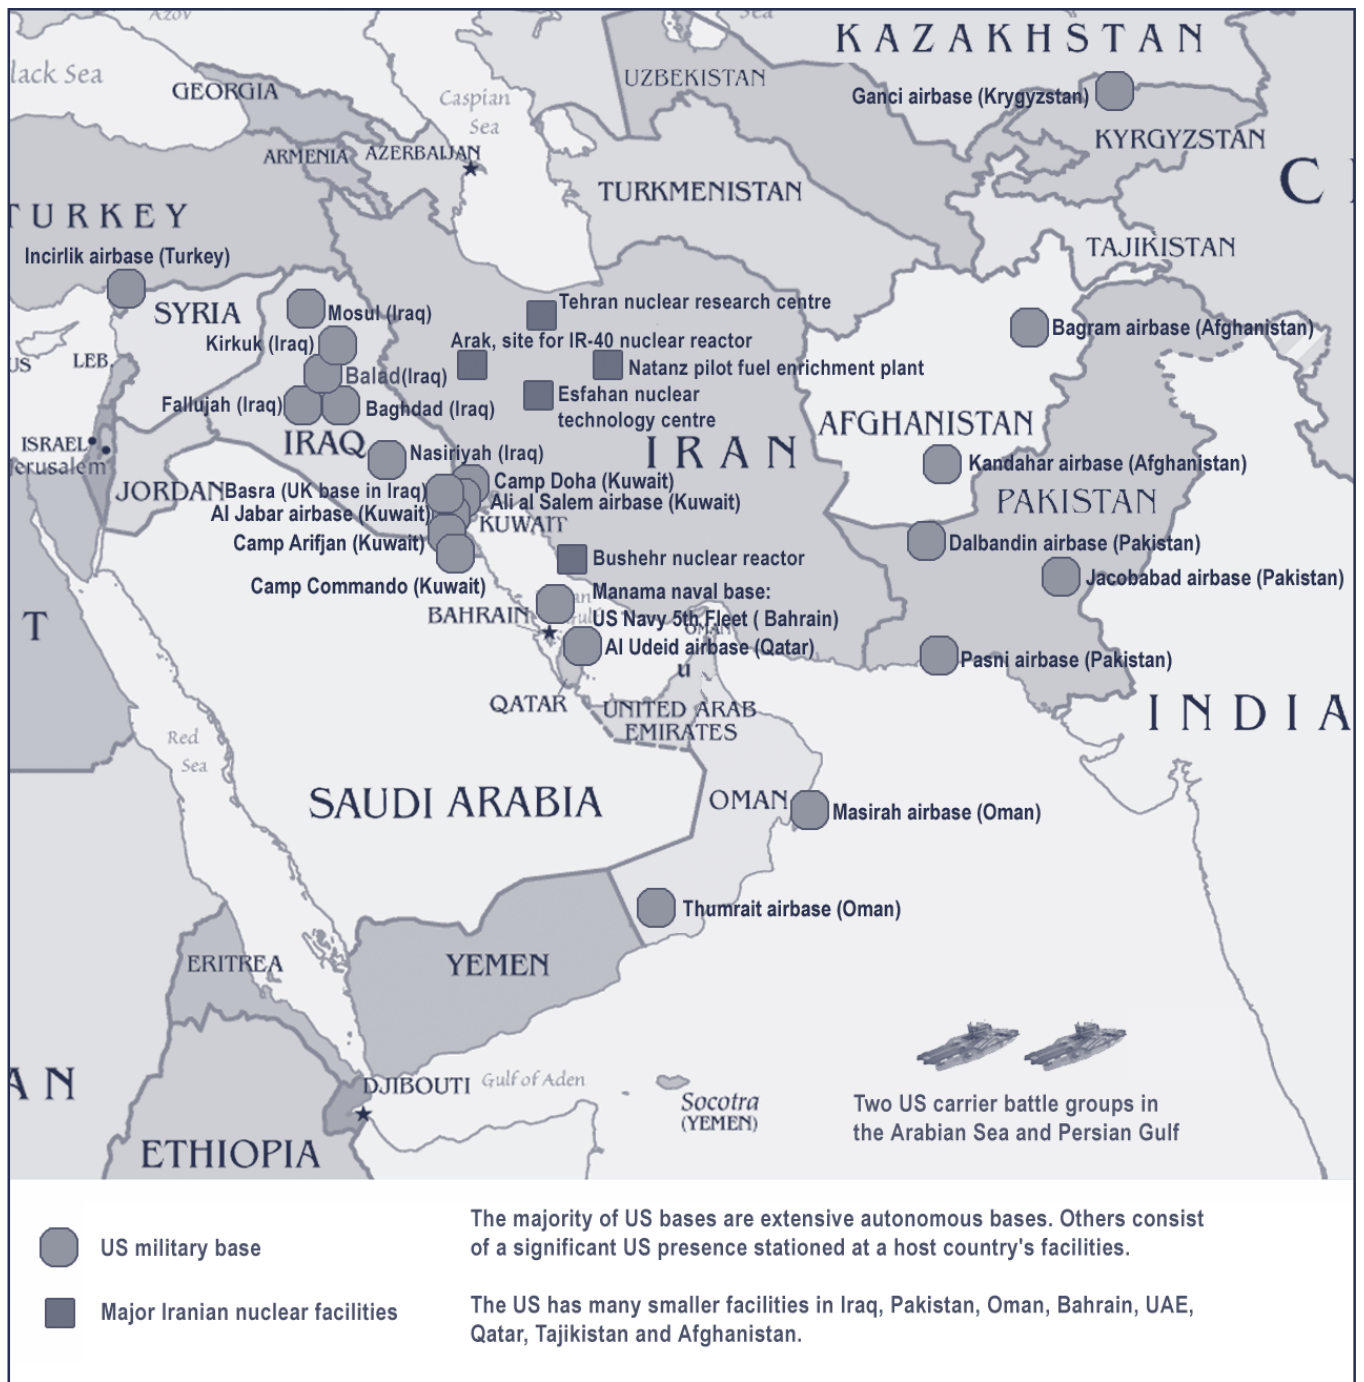 Azov
Sea
KAZAKHSTAN
lack Sea
GEORGIA
UZBEKISTAN
Caspian
Sea
Ganci airbase (Krygyzstan)
KYRGYZSTAN
ARMENIA
AZERBAIJAN
TURKMENISTAN
C
TURKEY
TAJIKISTAN
Incirlik airbase (Turkey)
SYRIA
Mosul (Iraq)
Tehran nuclear research centre
Bagram airbase (Afghanistan)
Kirkuk (Iraq)
Arak, site for IR-40 nuclear reactor
US
LEB.
Balad(Iraq)
Natanz pilot fuel enrichment plant
Fallujah (Iraq)
Baghdad (Iraq)
Esfahan nuclear
technology centre
AFGHANISTAN
ISRAEL
IRAQ
Nasiriyah (Iraq)
IRAN
Jerusalem
Kandahar airbase (Afghanistan)
JORDAN
Basra (UK base in Iraq)
Camp Doha (Kuwait)
PAKISTAN
Al Jabar airbase (Kuwait)
Ali al Salem airbase (Kuwait)
KUWAIT
Camp Arifjan (Kuwait)
Dalbandin airbase (Pakistan)
Bushehr nuclear reactor
Camp Commando (Kuwait)
Jacobabad airbase (Pakistan)
Manama naval base:
US Navy 5th Fleet ( Bahrain)
BAHRAIN
T
OMAN
Al Udeid airbase (Qatar)
u
Pasni airbase (Pakistan)
QATAR
UNITED ARAB
EMIRATES
INDIA
Red
Sea
SAUDI ARABIA
OMAN
Masirah airbase (Oman)
Thumrait airbase (Oman)
ERITREA
YEMEN
AN
DJIBOUTI
Gulf of Aden
Socotra
(YEMEN)
Two US carrier battle groups in
the Arabian Sea and Persian Gulf
ETHIOPIA
US military base
Major Iranian nuclear facilities
The majority of US bases are extensive autonomous bases. Others consist
of a significant US presence stationed at a host country's facilities.
The US has many smaller facilities in Iraq, Pakistan, Oman, Bahrain, UAE,
Qatar, Tajikistan and Afghanistan.